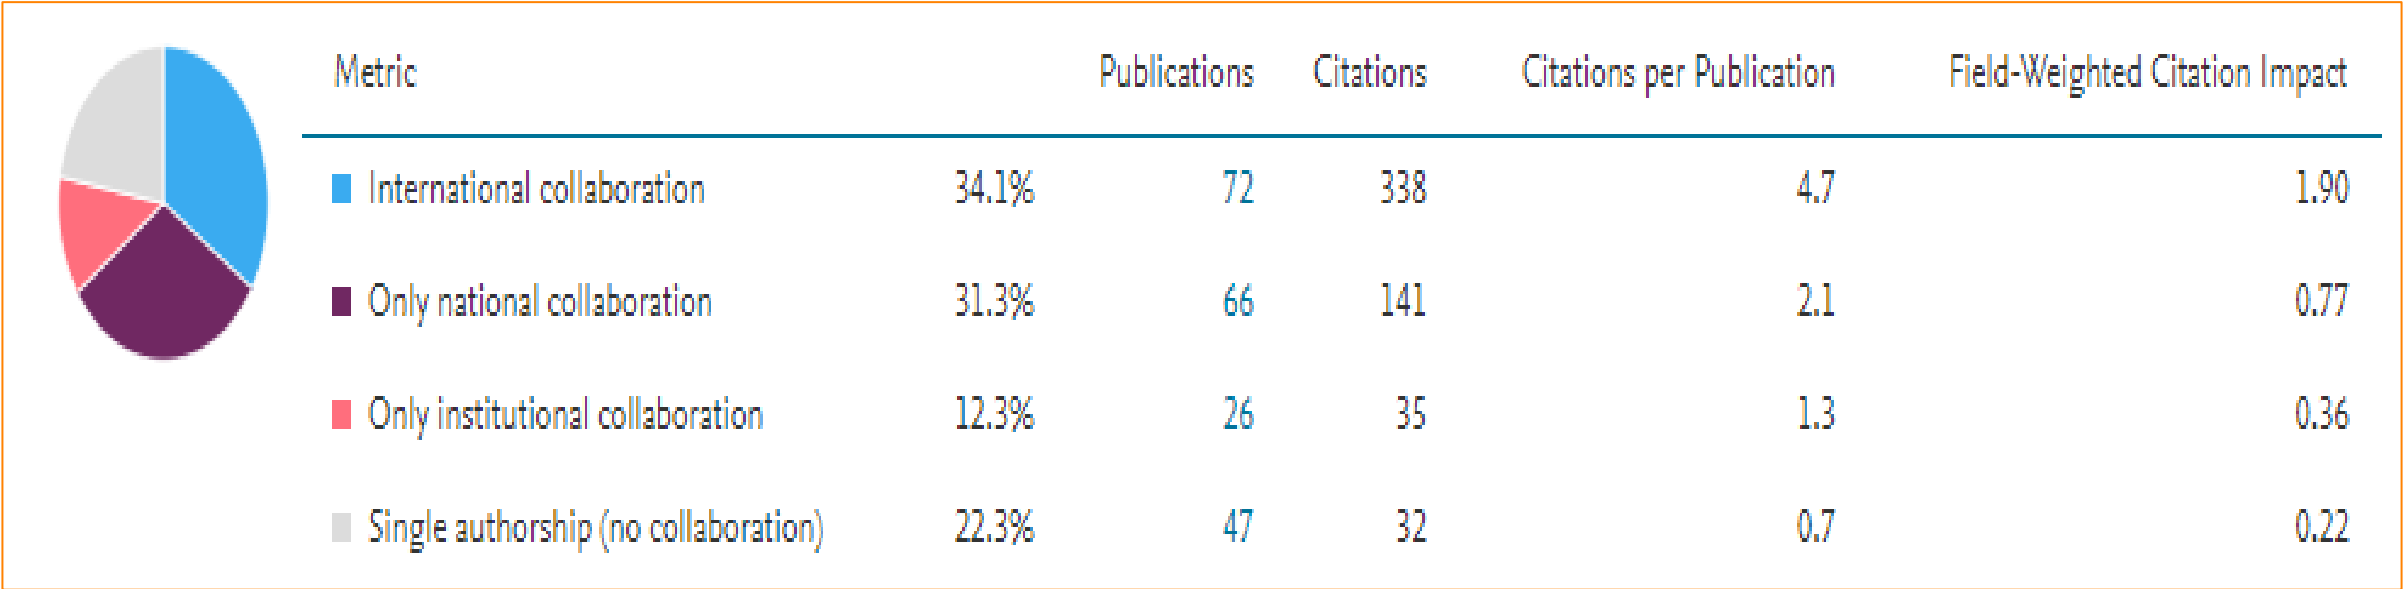 Metric Publications Citations Citations per Publication Field-Weighted Citation Impact
International collaboration 34.1% 72 338 4.7 1.90
Only national collaboration 31.3% 66 141 2.1 0.77
Only institutional collaboration 12.3% 26 35 1.3 0.36
Single authorship (no collaboration) 22.3% 47 32 0.7 0.22